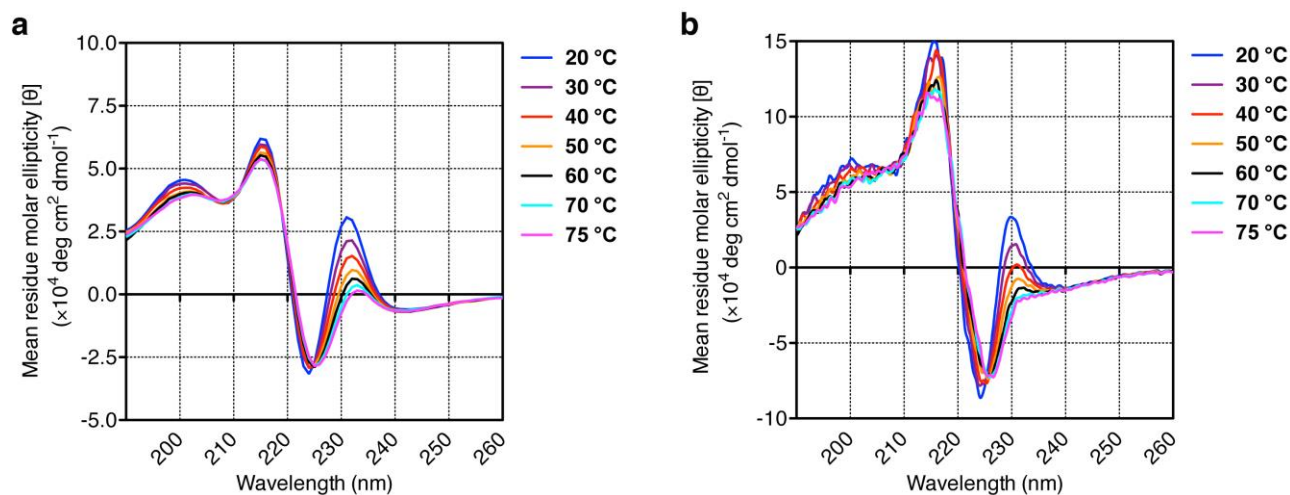 a
10.0
7.5
5.0
2.5
0.0
-2.5
-5.0
Mean residue molar ellipticity [θ]
(×10⁴ deg cm² dmol⁻¹)
200 210 220 230 240 250 260
Wavelength (nm)
20 °C
30 °C
40 °C
50 °C
60 °C
70 °C
75 °C
b
15
10
5
0
-5
-10
Mean residue molar ellipticity [θ]
(×10⁴ deg cm² dmol⁻¹)
200 210 220 230 240 250 260
Wavelength (nm)
20 °C
30 °C
40 °C
50 °C
60 °C
70 °C
75 °C